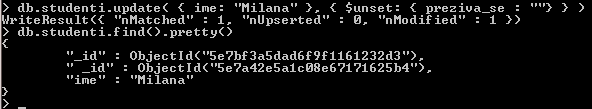 > db.studenti.update( { ime: "Milana" }, { $unset: { preziva_se : ""} } )
WriteResult({ "nMatched" : 1, "nUpserted" : 0, "nModified" : 1 })
> db.studenti.find().pretty()
{
"_id" : ObjectId("5e7bf3a5dad6f9f1161232d3"),
" _id" : ObjectId("5e7a42e5a1c08e67171625b4"),
"ime" : "Milana"
}
> _